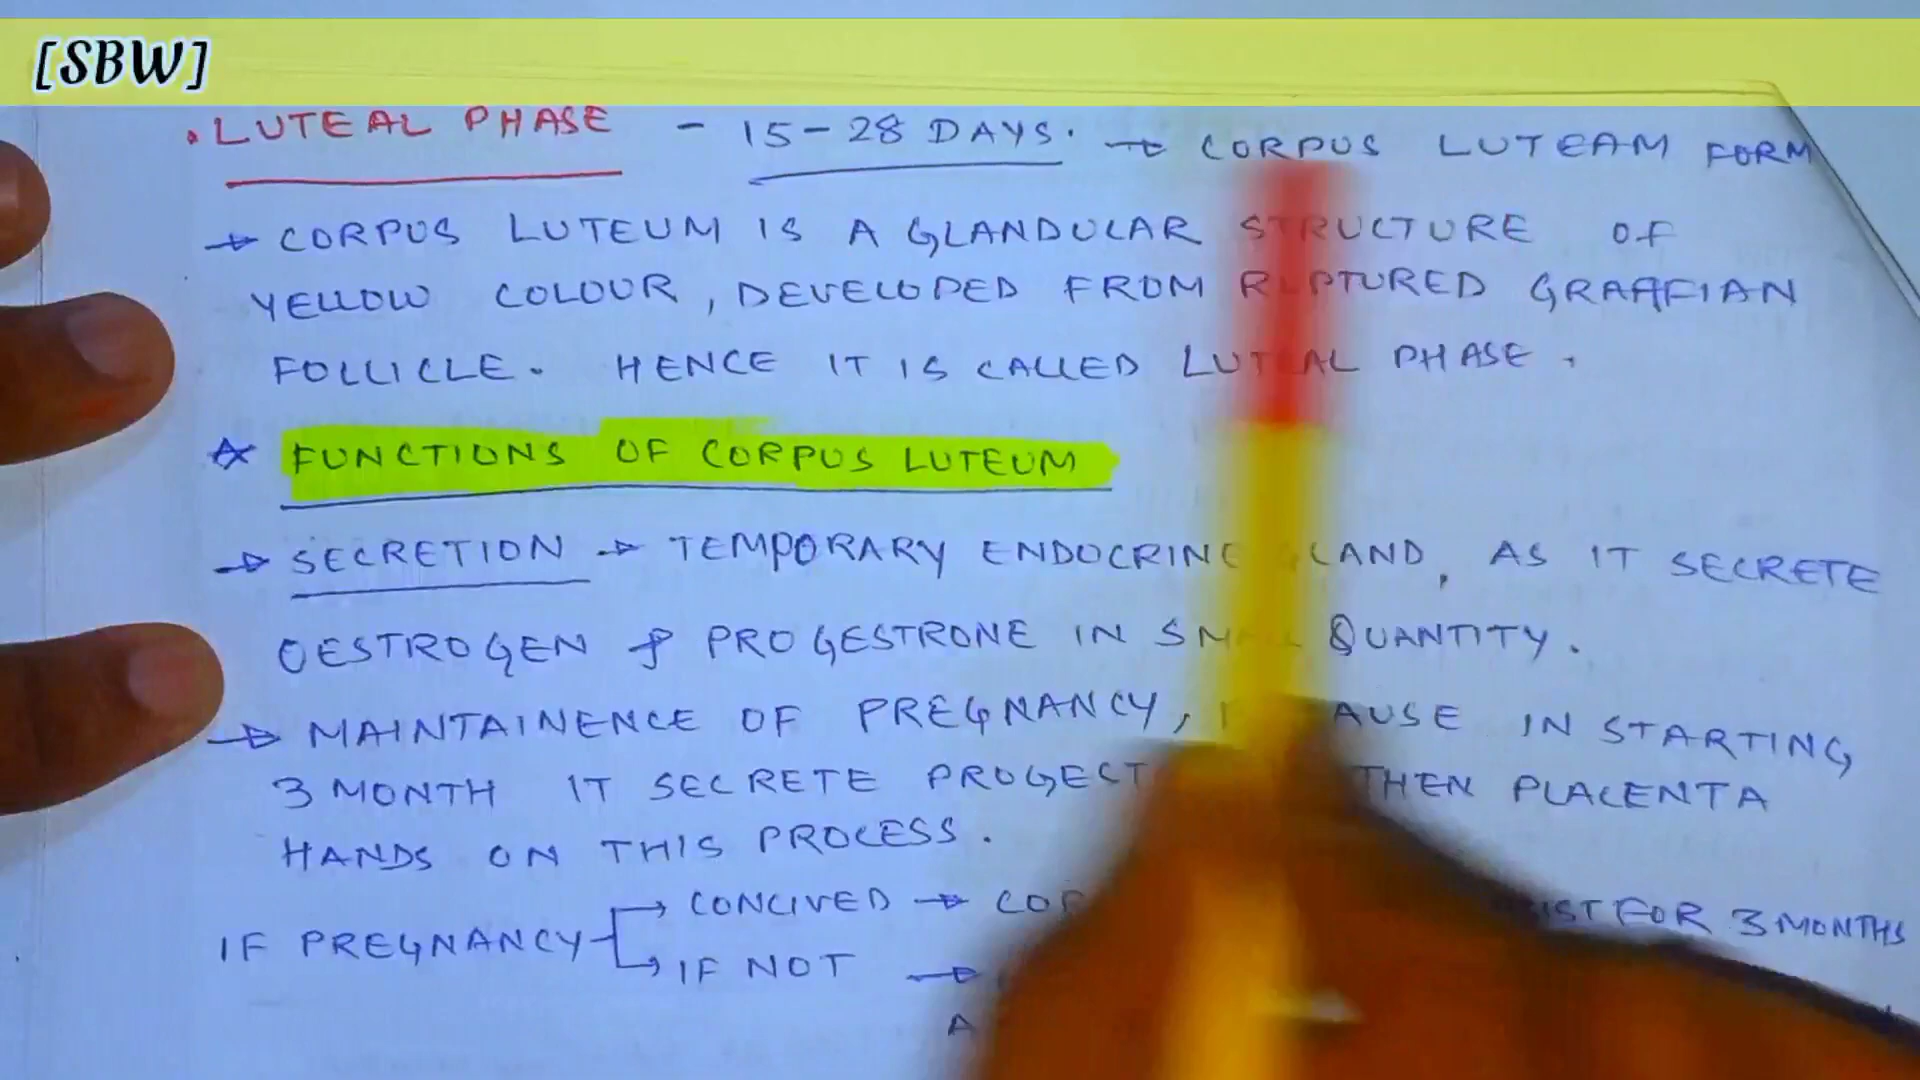 [SBW]
. LUTEAL PHASE - 15-28 DAYS. → CORPUS LUTEAM FORM
→ CORPUS LUTEUM IS A GLANDULAR STRUCTURE OF
YELLOW COLOUR, DEVELOPED FROM RUPTURED GRAAFIAN
FOLLICLE. HENCE IT IS CALLED LUTEAL PHASE.
☆ FUNCTIONS OF CORPUS LUTEUM
→ SECRETION → TEMPORARY ENDOCRINE GLAND, AS IT SECRETE
OESTROGEN & PROGESTRONE IN SMALL QUANTITY.
→ MAINTAINENCE OF PREGNANCY, BECAUSE IN STARTING
3 MONTH IT SECRETE THEN PLACENTA
HANDS ON THIS PROCESS.
IF PREGNANCY → CONCIVED → FOR 3 MONTHS
→ IF NOT →